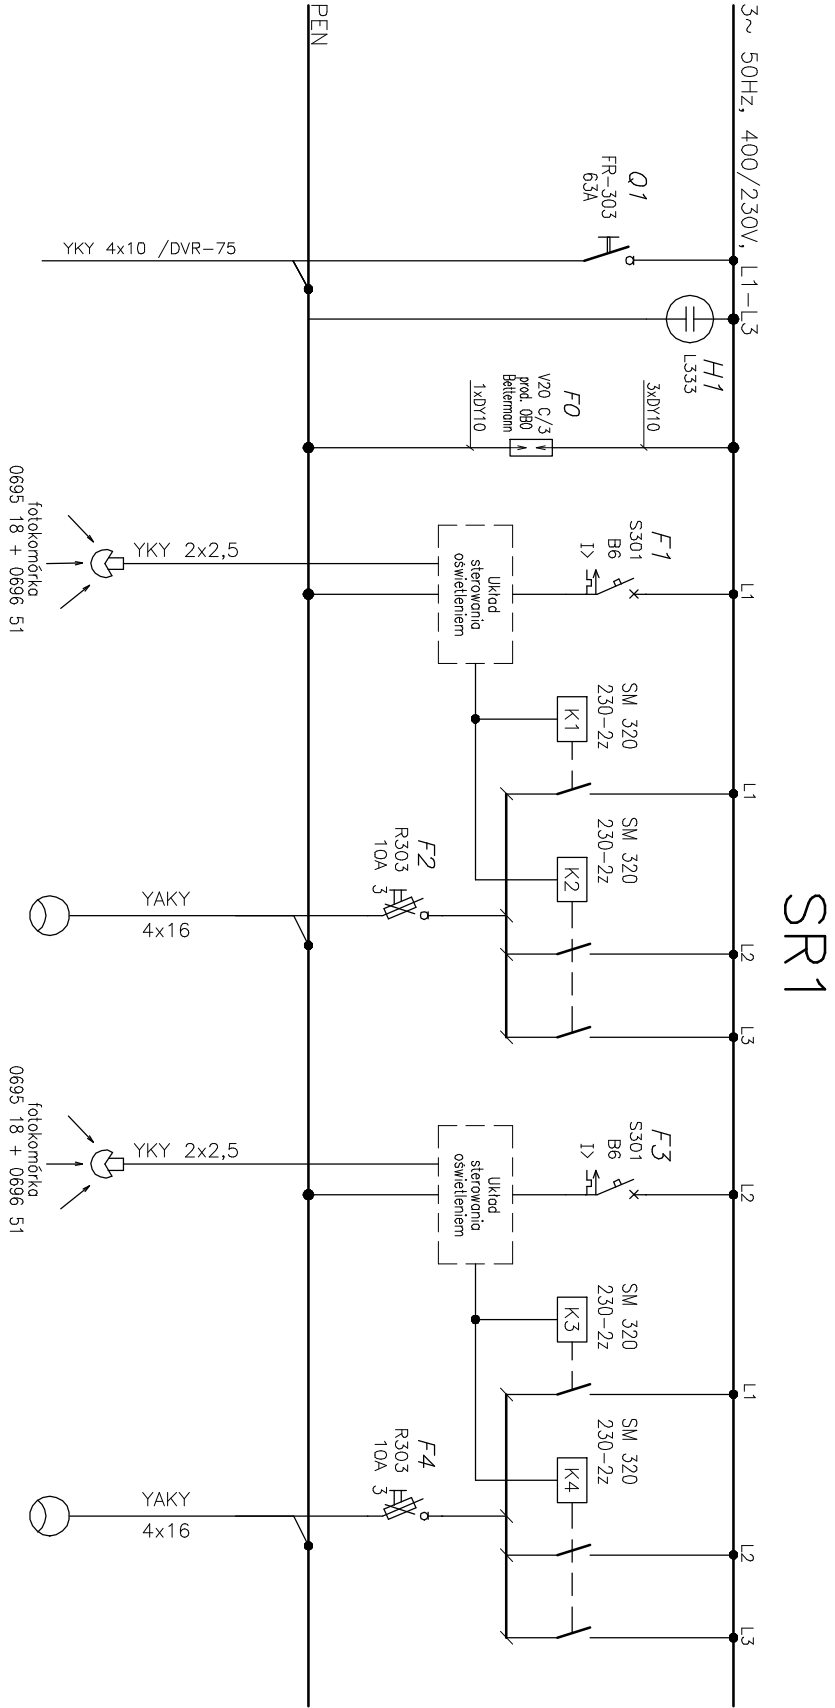 SR1
3~ 50Hz, 400/230V, L1-L3
PEN
Q1
FR-303
63A
YKY 4x10 /DVR-75
H1
L333
F0
V20 C/3
prod. OBO
Bettermann
3xDY10
1xDY10
F1
S301
B6
I>
L1
Układ
sterowania
oświetleniem
YKY 2x2,5
fotokomórka
0695 18 + 0696 51
SM 320
230-2z
K1
L1
SM 320
230-2z
K2
L2
L3
F2
R303
10A
3
YAKY
4x16
F3
S301
B6
I>
L2
Układ
sterowania
oświetleniem
YKY 2x2,5
fotokomórka
0695 18 + 0696 51
SM 320
230-2z
K3
L1
SM 320
230-2z
K4
L2
L3
F4
R303
10A
3
YAKY
4x16